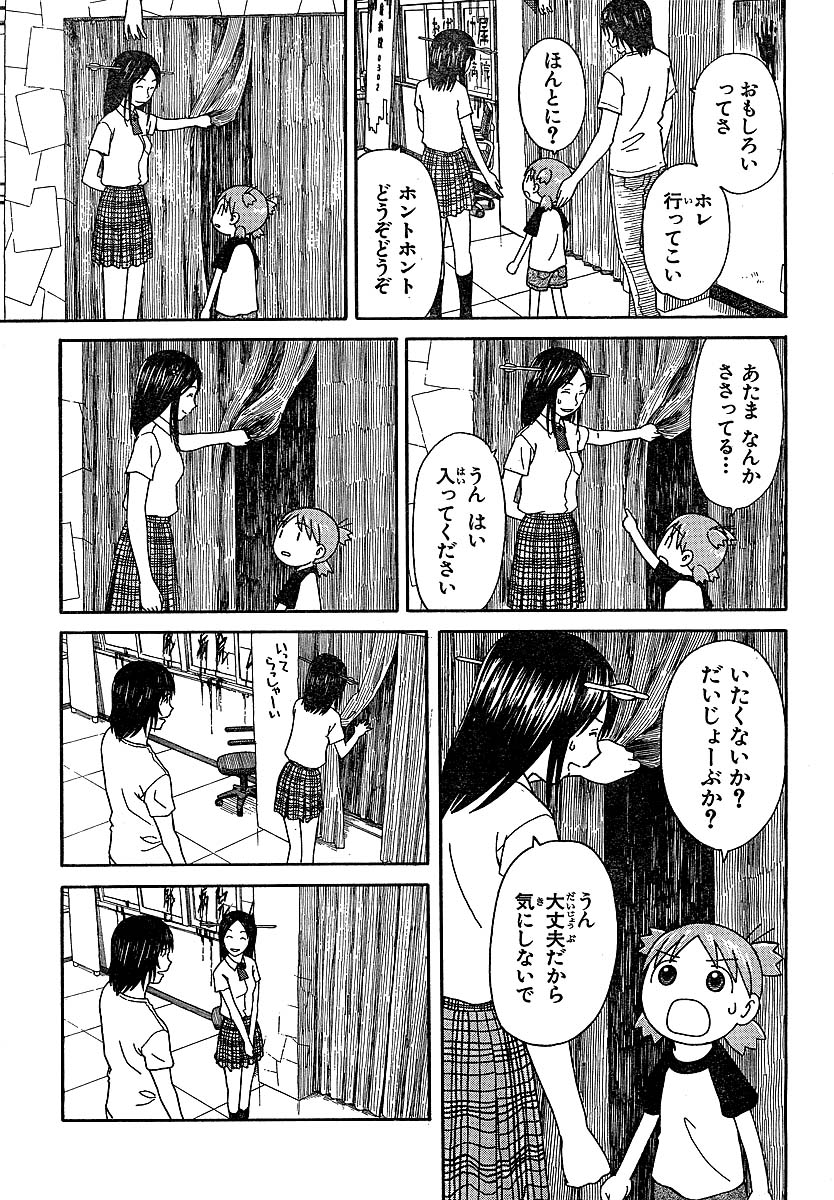 おもしろい
ってさ
ホレ
行ってこい
ほんとに?
ホントホント
どうぞどうぞ
あたま なんか
ささってる…
うん はい
入ってください
いたくないか?
だいじょーぶか?
うん
大丈夫だから
気にしないで
いって
らっしゃーい